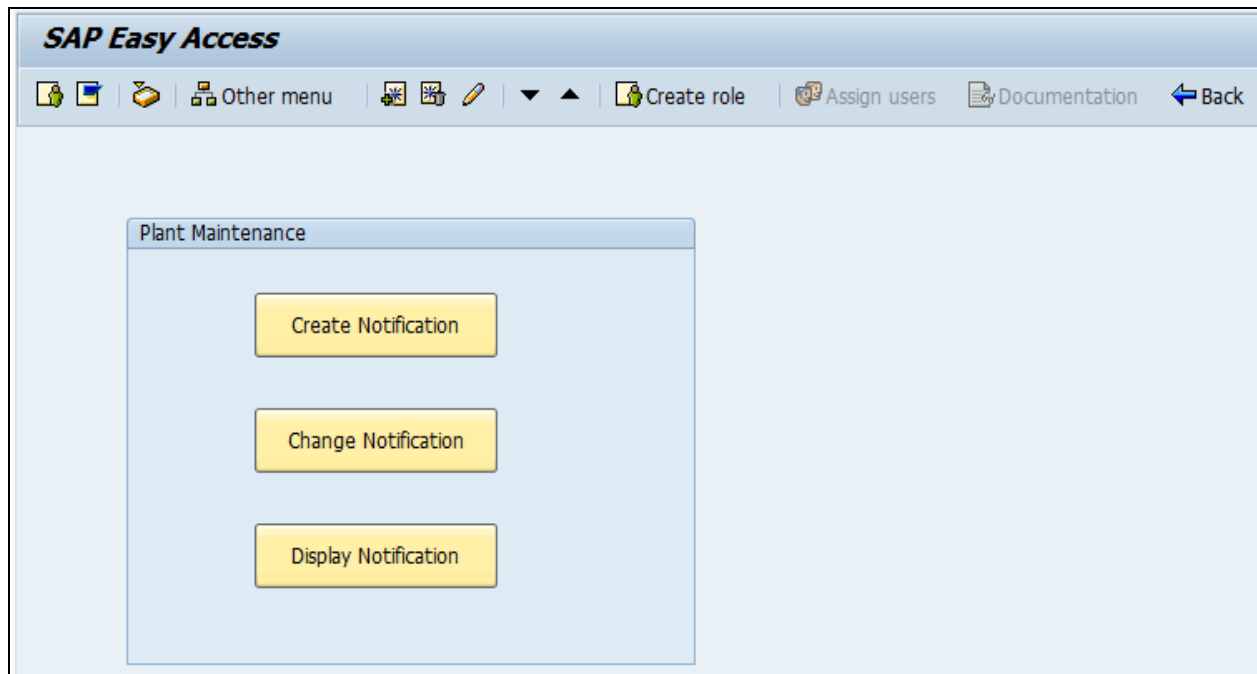 SAP Easy Access
Other menu Create role Assign users Documentation Back
Plant Maintenance
Create Notification
Change Notification
Display Notification